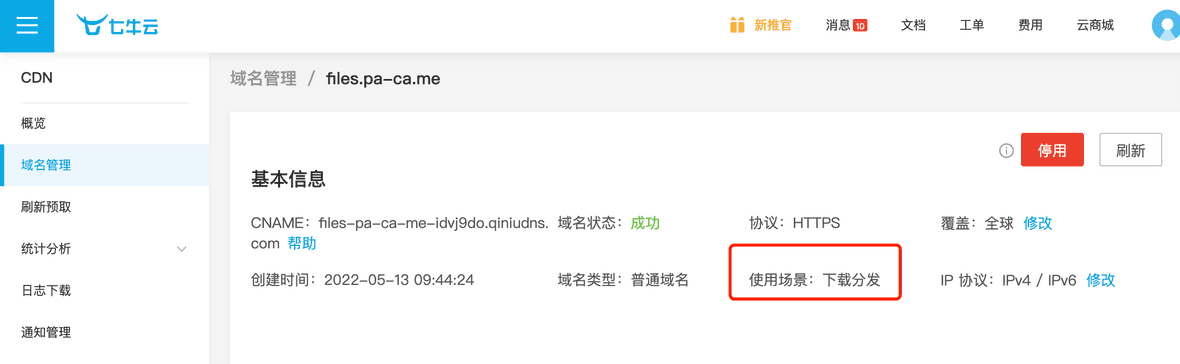 七牛云
新推官
消息 10
文档
工单
费用
云商城
CDN
概览
域名管理
刷新预取
统计分析
日志下载
通知管理
域名管理 / files.pa-ca.me
停用
刷新
基本信息
CNAME：files-pa-ca-me-idvj9do.qiniudns.
com 帮助
域名状态：成功
协议：HTTPS
覆盖：全球 修改
创建时间：2022-05-13 09:44:24
域名类型：普通域名
使用场景：下载分发
IP 协议：IPv4 / IPv6 修改